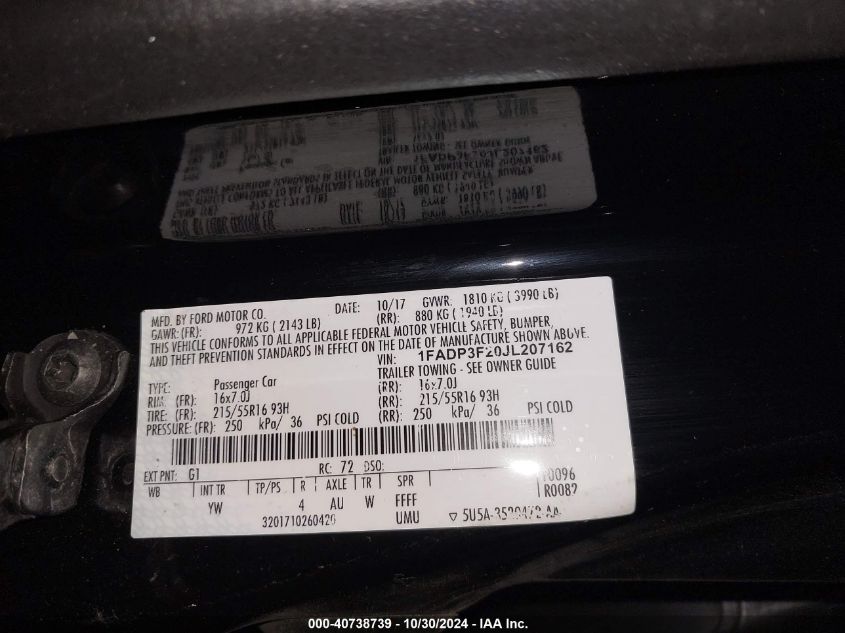 MFD. BY FORD MOTOR CO. DATE: 10/17 GVWR: 1810 KG ( 3990 LB)
GAWR: (FR): 972 KG ( 2143 LB) (RR): 880 KG ( 1940 LB)
THIS VEHICLE CONFORMS TO ALL APPLICABLE FEDERAL MOTOR VEHICLE SAFETY, BUMPER,
AND THEFT PREVENTION STANDARDS IN EFFECT ON THE DATE OF MANUFACTURE SHOWN ABOVE.
VIN: 1FADP3F20JL207162
TYPE: Passenger Car TRAILER TOWING - SEE OWNER GUIDE
RIM: (FR): 16x7.0J (RR): 16x7.0J
TIRE: (FR): 215/55R16 93H (RR): 215/55R16 93H
PRESSURE: (FR) 250 kPa/ 36 PSI COLD (RR) 250 kPa/ 36 PSI COLD
EXT PNT: G1 RC: 72 DSO:
WB INT TR TP/PS R AXLE TR SPR R0082
YW 4 AU W FFFF
3201710260420 UMU
000-40738739 - 10/30/2024 - IAA Inc.